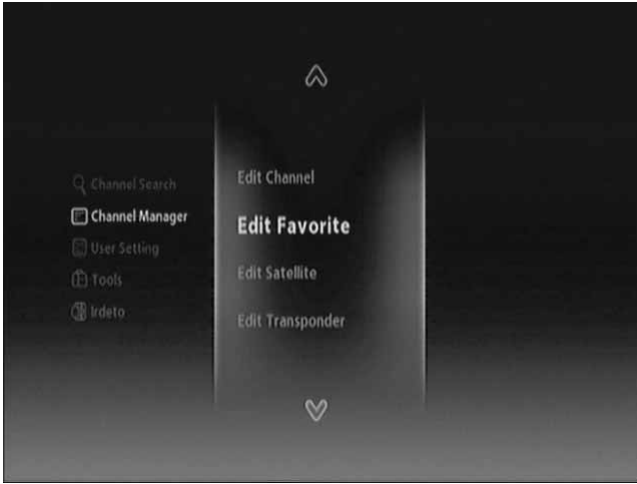 Channel Search
Channel Manager
User Setting
Tools
Irdeto
Edit Channel
Edit Favorite
Edit Satellite
Edit Transponder